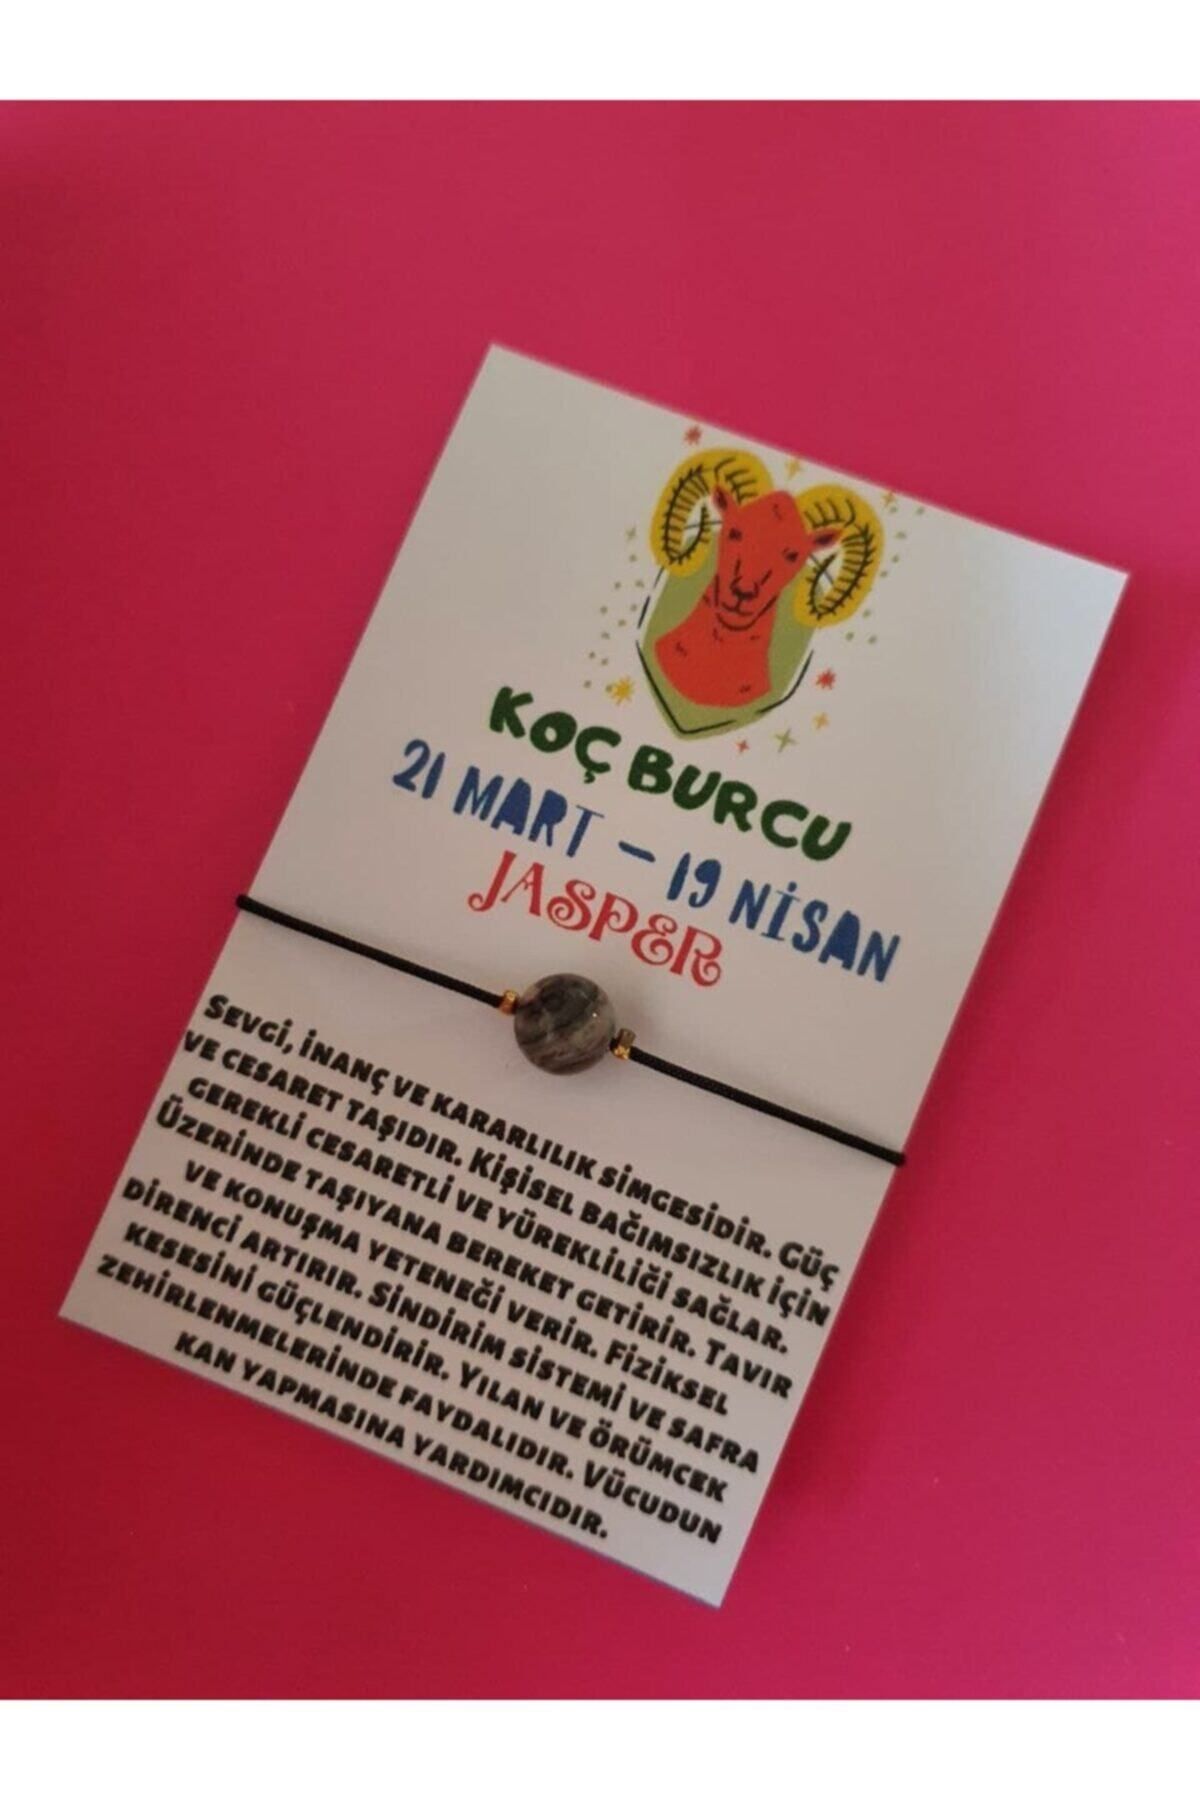 KOÇ BURCU
21 MART – 19 NİSAN
JASPER
SEVGİ, İNANÇ VE KARARLILIK SİMGESİDİR. GÜÇ
VE CESARET TAŞIDIR. KİŞİSEL BAĞIMSIZLIK İÇİN
GEREKLİ CESARETLİ VE YÜREKLİLİĞİ SAĞLAR.
ÜZERİNDE TAŞIYANA BEREKET GETİRİR. TAVIR
VE KONUŞMA YETENEĞİ VERİR. FİZİKSEL
DİRENCİ ARTIRIR. SİNDİRİM SİSTEMİ VE SAFRA
KESESİNİ GÜÇLENDİRİR. YILAN VE ÖRÜMCEK
ZEHİRLENMELERİNDE FAYDALIDIR. VÜCUDUN
KAN YAPMASINA YARDIMCIDIR.